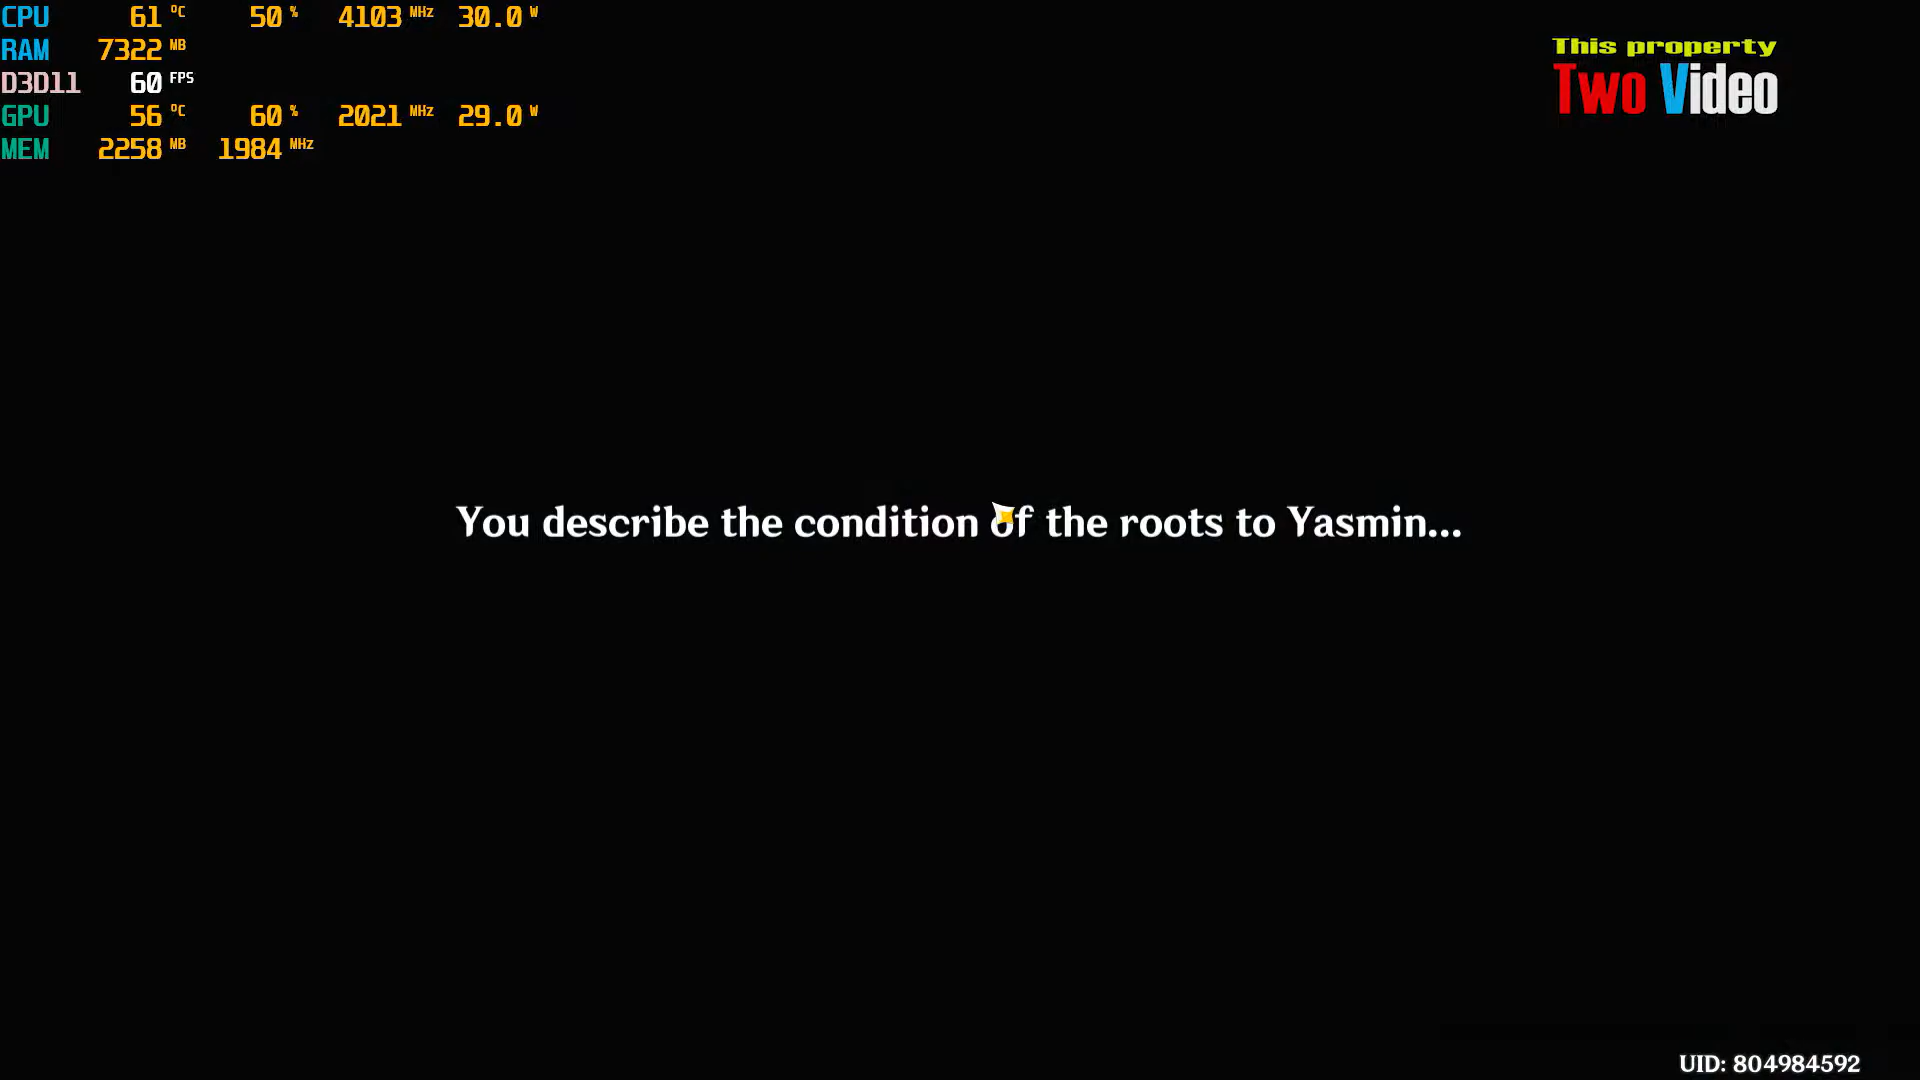 CPU 61 °C 50 % 4103 MHz 30.0 W
RAM 7322 MB
D3D11 60 FPS
GPU 56 °C 60 % 2021 MHz 29.0 W
MEM 2258 MB 1984 MHz
This property
Two Video
You describe the condition of the roots to Yasmin...
UID: 804984592